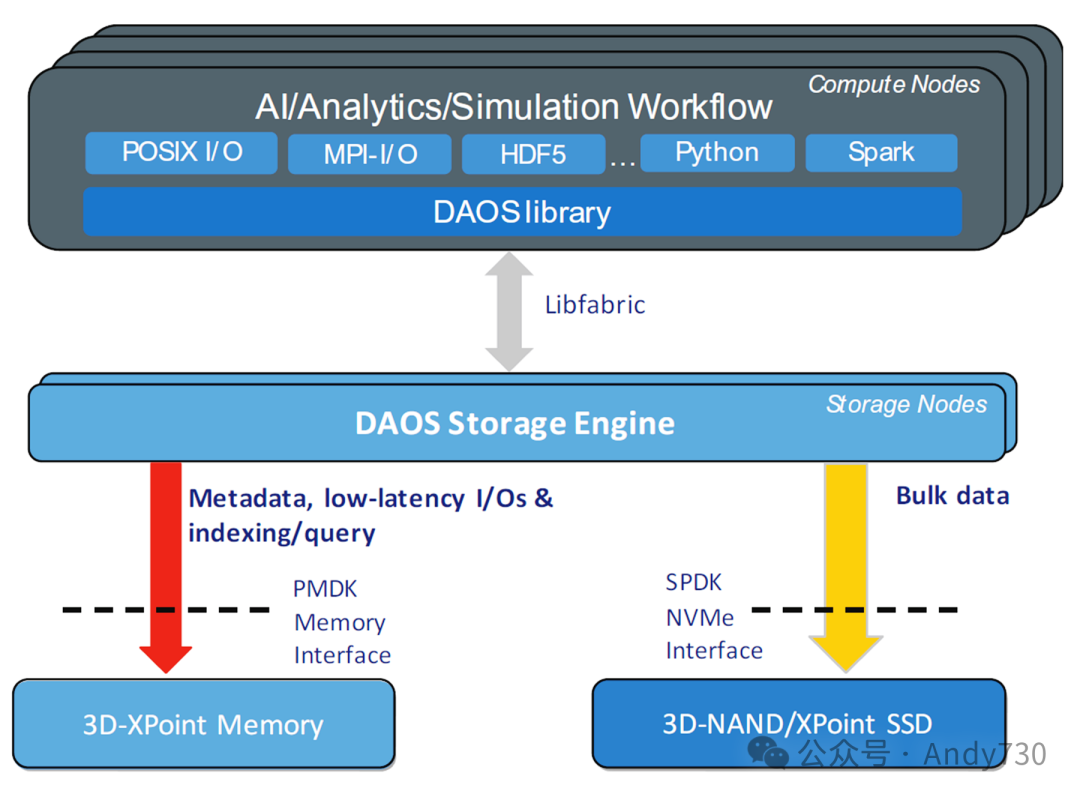 Compute Nodes
AI/Analytics/Simulation Workflow
POSIX I/O
MPI-I/O
HDF5
...
Python
Spark
DAOS library
Libfabric
Storage Nodes
DAOS Storage Engine
Metadata, low-latency I/Os &
indexing/query
Bulk data
PMDK
Memory
Interface
SPDK
NVMe
Interface
3D-XPoint Memory
3D-NAND/XPoint SSD
公众号 · Andy730